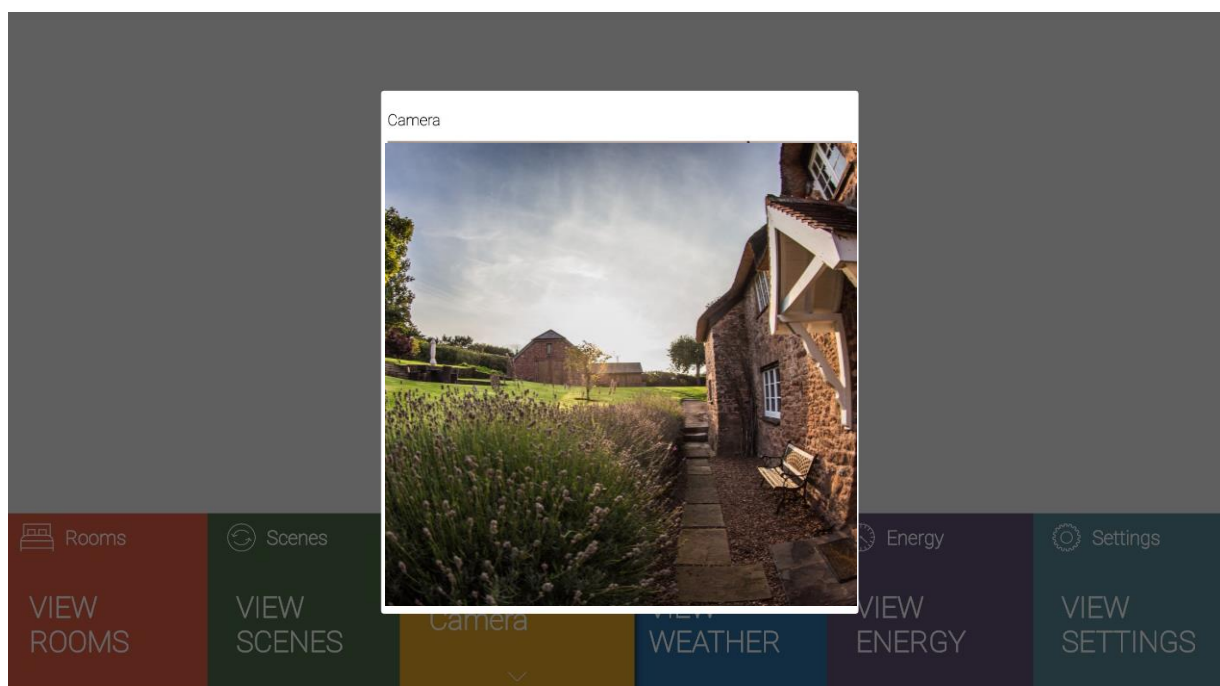 Camera
Rooms
Scenes
Energy
Settings
VIEW
ROOMS
VIEW
SCENES
Camera
WEATHER
VIEW
ENERGY
VIEW
SETTINGS